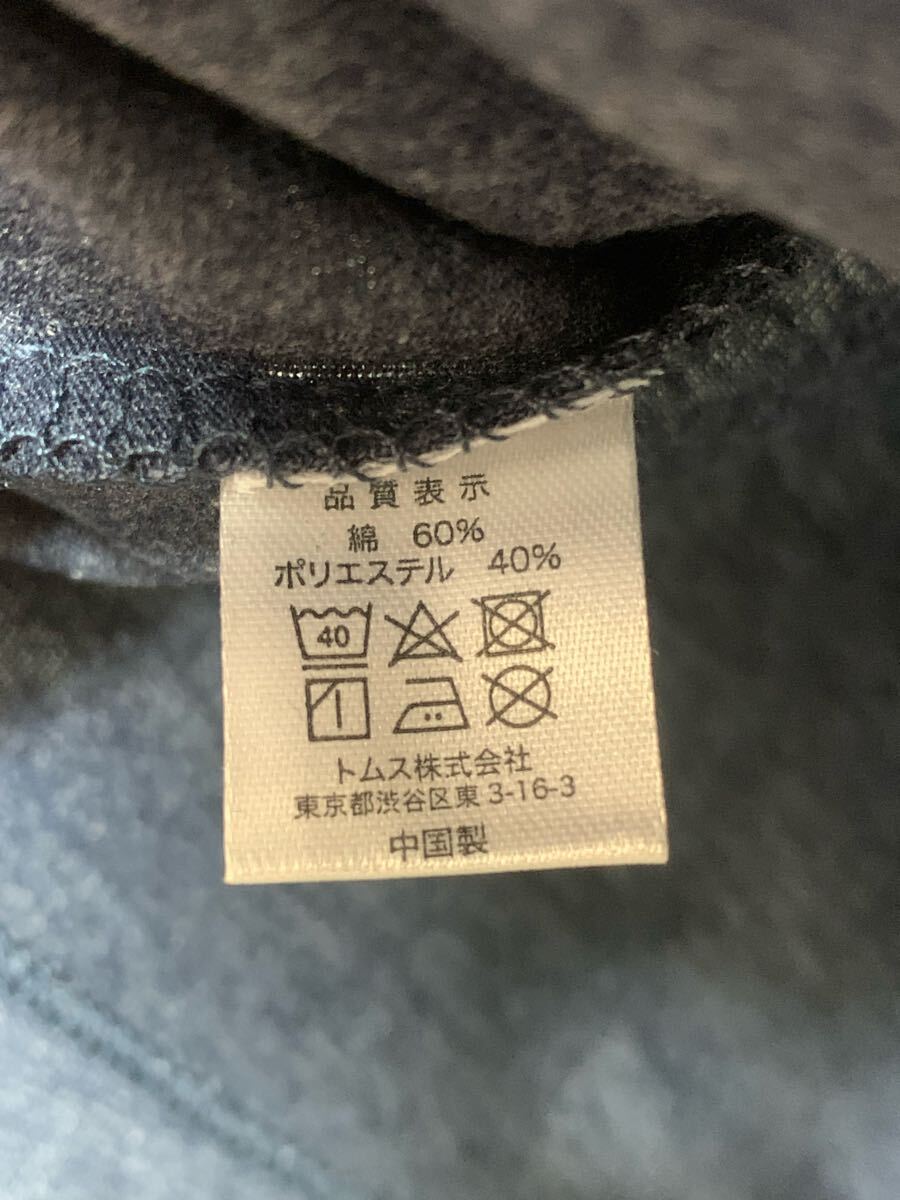 品質表示
綿 60%
ポリエステル 40%
40
トムス株式会社
東京都渋谷区東3-16-3
中国製